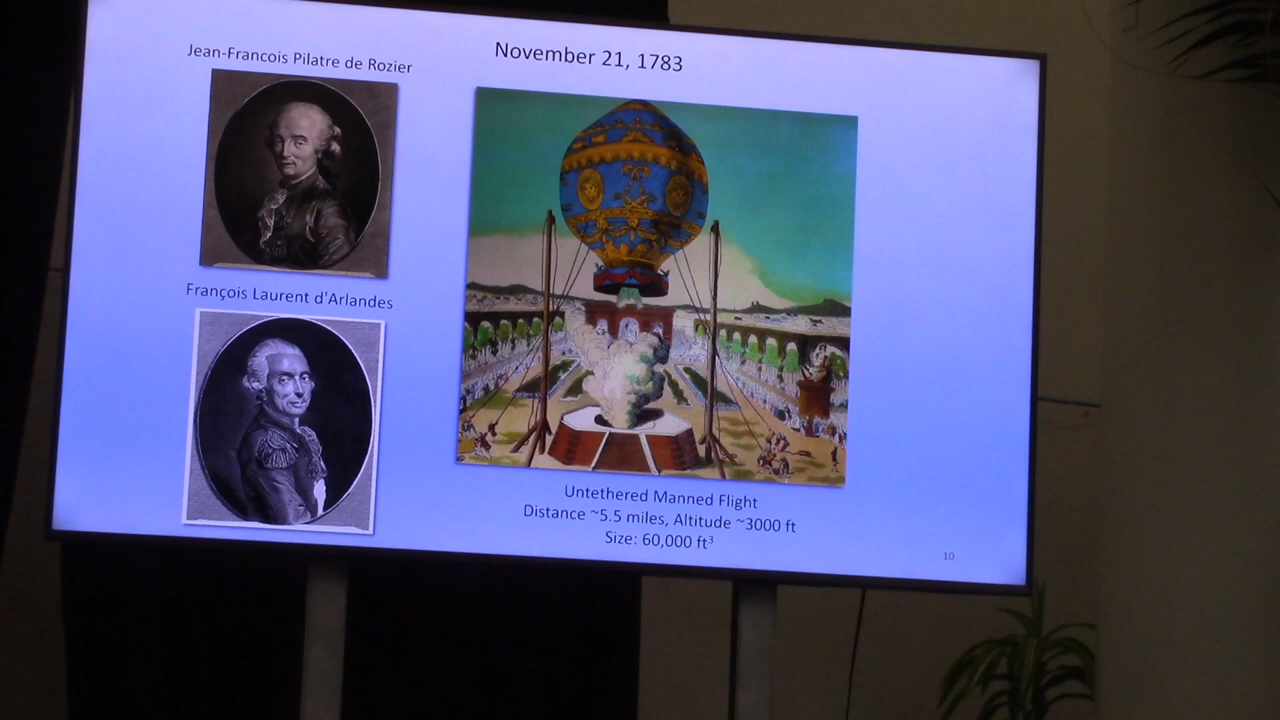 Jean-Francois Pilatre de Rozier
November 21, 1783
François Laurent d'Arlandes
Untethered Manned Flight
Distance ~5.5 miles, Altitude ~3000 ft
Size: 60,000 ft³
10